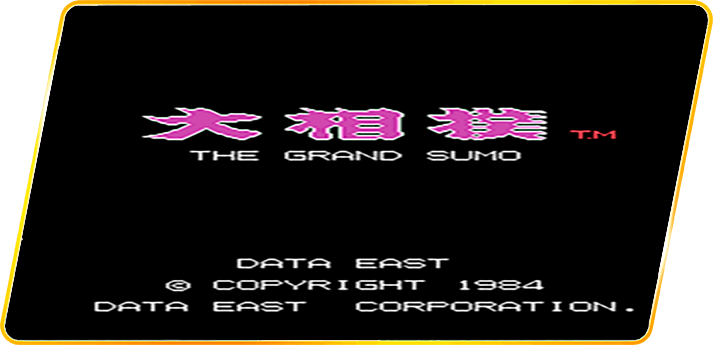 大相撲 T.M
THE GRAND SUMO
DATA EAST
© COPYRIGHT 1984
DATA EAST CORPORATION.